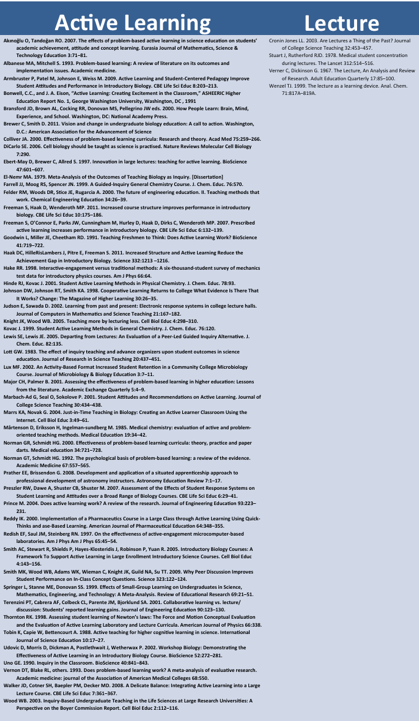 Active Learning
Akınoğlu O, Tandoğan RO. 2007. The effects of problem-based active learning in science education on students'
academic achievement, attitude and concept learning. Eurasia Journal of Mathematics, Science &
Technology Education 3:71–81.
Albanese MA, Mitchell S. 1993. Problem-based learning: A review of literature on its outcomes and
implementation issues. Academic medicine.
Armbruster P, Patel M, Johnson E, Weiss M. 2009. Active Learning and Student-Centered Pedagogy Improve
Student Attitudes and Performance in Introductory Biology. CBE Life Sci Educ 8:203–213.
Bonwell, C.C., and J. A. Eison, "Active Learning: Creating Excitement in the Classroom," ASHEERIC Higher
Education Report No. 1, George Washington University, Washington, DC , 1991
Bransford JD, Brown AL, Cocking RR, Donovan MS, Pellegrino JW eds. 2000. How People Learn: Brain, Mind,
Experience, and School. Washington, DC: National Academy Press.
Brewer C, Smith D. 2011. Vision and change in undergraduate biology education: A call to action. Washington,
D.C.: American Association for the Advancement of Science
Colliver JA. 2000. Effectiveness of problem-based learning curricula: Research and theory. Acad Med 75:259–266.
DiCarlo SE. 2006. Cell biology should be taught as science is practised. Nature Reviews Molecular Cell Biology
7:290.
Ebert-May D, Brewer C, Allred S. 1997. Innovation in large lectures: teaching for active learning. BioScience
47:601–607.
El-Nemr MA. 1979. Meta-Analysis of the Outcomes of Teaching Biology as Inquiry. [Dissertation]
Farrell JJ, Moog RS, Spencer JN. 1999. A Guided-Inquiry General Chemistry Course. J. Chem. Educ. 76:570.
Felder RM, Woods DR, Stice JE, Rugarcia A. 2000. The future of engineering education. II. Teaching methods that
work. Chemical Engineering Education 34:26–39.
Freeman S, Haak D, Wenderoth MP. 2011. Increased course structure improves performance in introductory
biology. CBE Life Sci Educ 10:175–186.
Freeman S, O'Connor E, Parks JW, Cunningham M, Hurley D, Haak D, Dirks C, Wenderoth MP. 2007. Prescribed
active learning increases performance in introductory biology. CBE Life Sci Educ 6:132–139.
Goodwin L, Miller JE, Cheetham RD. 1991. Teaching Freshmen to Think: Does Active Learning Work? BioScience
41:719–722.
Haak DC, HilleRisLambers J, Pitre E, Freeman S. 2011. Increased Structure and Active Learning Reduce the
Achievement Gap in Introductory Biology. Science 332:1213 –1216.
Hake RR. 1998. Interactive-engagement versus traditional methods: A six-thousand-student survey of mechanics
test data for introductory physics courses. Am J Phys 66:64.
Hinde RJ, Kovac J. 2001. Student Active Learning Methods in Physical Chemistry. J. Chem. Educ. 78:93.
Johnson DW, Johnson RT, Smith KA. 1998. Cooperative Learning Returns to College What Evidence Is There That
It Works? Change: The Magazine of Higher Learning 30:26–35.
Judson E, Sawada D. 2002. Learning from past and present: Electronic response systems in college lecture halls.
Journal of Computers in Mathematics and Science Teaching 21:167–182.
Knight JK, Wood WB. 2005. Teaching more by lecturing less. Cell Biol Educ 4:298–310.
Kovac J. 1999. Student Active Learning Methods in General Chemistry. J. Chem. Educ. 76:120.
Lewis SE, Lewis JE. 2005. Departing from Lectures: An Evaluation of a Peer-Led Guided Inquiry Alternative. J.
Chem. Educ. 82:135.
Lott GW. 1983. The effect of inquiry teaching and advance organizers upon student outcomes in science
education. Journal of Research in Science Teaching 20:437–451.
Lux MF. 2002. An Activity-Based Format Increased Student Retention in a Community College Microbiology
Course. Journal of Microbiology & Biology Education 3:7–11.
Major CH, Palmer B. 2001. Assessing the effectiveness of problem-based learning in higher education: Lessons
from the literature. Academic Exchange Quarterly 5:4–9.
Marbach-Ad G, Seal O, Sokolove P. 2001. Student Attitudes and Recommendations on Active Learning. Journal of
College Science Teaching 30:434–438.
Marrs KA, Novak G. 2004. Just-in-Time Teaching in Biology: Creating an Active Learner Classroom Using the
Internet. Cell Biol Educ 3:49–61.
Mårtenson D, Eriksson H, Ingelman-sundberg M. 1985. Medical chemistry: evaluation of active and problem-
oriented teaching methods. Medical Education 19:34–42.
Norman GR, Schmidt HG. 2000. Effectiveness of problem-based learning curricula: theory, practice and paper
darts. Medical education 34:721–728.
Norman GT, Schmidt HG. 1992. The psychological basis of problem-based learning: a review of the evidence.
Academic Medicine 67:557–565.
Prather EE, Brissendon G. 2008. Development and application of a situated apprenticeship approach to
professional development of astronomy instructors. Astronomy Education Review 7:1–17.
Preszler RW, Dawe A, Shuster CB, Shuster M. 2007. Assessment of the Effects of Student Response Systems on
Student Learning and Attitudes over a Broad Range of Biology Courses. CBE Life Sci Educ 6:29–41.
Prince M. 2004. Does active learning work? A review of the research. Journal of Engineering Education 93:223–
231.
Reddy IK. 2000. Implementation of a Pharmaceutics Course in a Large Class through Active Learning Using Quick-
Thinks and ase-Based Learning. American Journal of Pharmaceutical Education 64:348–355.
Redish EF, Saul JM, Steinberg RN. 1997. On the effectiveness of active-engagement microcomputer-based
laboratories. Am J Phys Am J Phys 65:45–54.
Smith AC, Stewart R, Shields P, Hayes-Klosteridis J, Robinson P, Yuan R. 2005. Introductory Biology Courses: A
Framework To Support Active Learning in Large Enrollment Introductory Science Courses. Cell Biol Educ
4:143–156.
Smith MK, Wood WB, Adams WK, Wieman C, Knight JK, Guild NA, Su TT. 2009. Why Peer Discussion Improves
Student Performance on In-Class Concept Questions. Science 323:122–124.
Springer L, Stanne ME, Donovan SS. 1999. Effects of Small-Group Learning on Undergraduates in Science,
Mathematics, Engineering, and Technology: A Meta-Analysis. Review of Educational Research 69:21–51.
Terenzini PT, Cabrera AF, Colbeck CL, Parente JM, Bjorklund SA. 2001. Collaborative learning vs. lecture/
discussion: Students' reported learning gains. Journal of Engineering Education 90:123–130.
Thornton RK. 1998. Assessing student learning of Newton's laws: The Force and Motion Conceptual Evaluation
and the Evaluation of Active Learning Laboratory and Lecture Curricula. American Journal of Physics 66:338.
Tobin K, Capie W, Bettencourt A. 1988. Active teaching for higher cognitive learning in science. International
Journal of Science Education 10:17–27.
Udovic D, Morris D, Dickman A, Postlethwait J, Wetherwax P. 2002. Workshop Biology: Demonstrating the
Effectiveness of Active Learning in an Introductory Biology Course. BioScience 52:272–281.
Uno GE. 1990. Inquiry in the Classroom. BioScience 40:841–843.
Vernon DT, Blake RL, others. 1993. Does problem-based learning work? A meta-analysis of evaluative research.
Academic medicine: journal of the Association of American Medical Colleges 68:550.
Walker JD, Cotner SH, Baepler PM, Decker MD. 2008. A Delicate Balance: Integrating Active Learning into a Large
Lecture Course. CBE Life Sci Educ 7:361–367.
Wood WB. 2003. Inquiry-Based Undergraduate Teaching in the Life Sciences at Large Research Universities: A
Perspective on the Boyer Commission Report. Cell Biol Educ 2:112–116.
Lecture
Cronin Jones LL. 2003. Are Lectures a Thing of the Past? Journal
of College Science Teaching 32:453–457.
Stuart J, Rutherford RJD. 1978. Medical student concentration
during lectures. The Lancet 312:514–516.
Verner C, Dickinson G. 1967. The Lecture, An Analysis and Review
of Research. Adult Education Quarterly 17:85–100.
Wenzel TJ. 1999. The lecture as a learning device. Anal. Chem.
71:817A–819A.